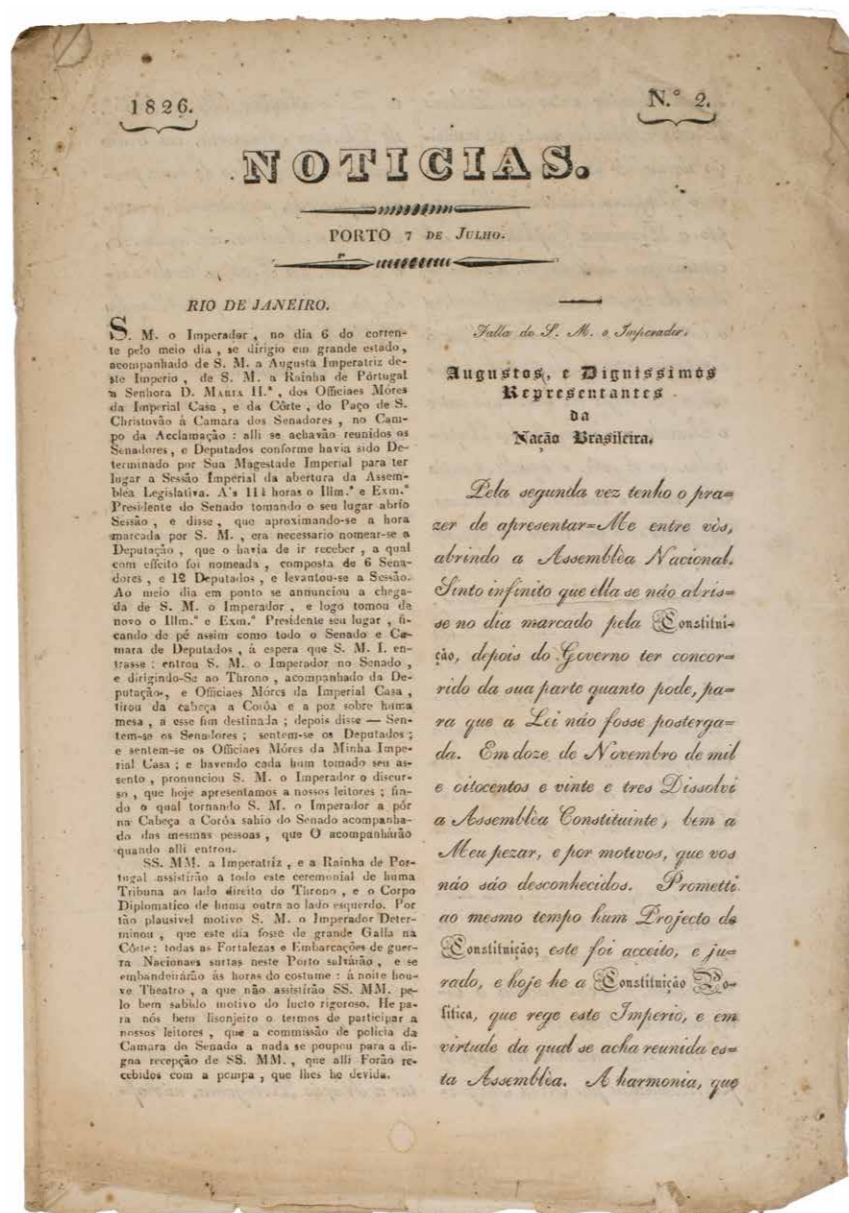 1826.
N.º 2.
NOTICIAS.
PORTO 7 DE JULHO.
RIO DE JANEIRO.
S. M. o Imperador , no dia 6 do corren-
te pelo meio dia , se dirigio em grande estado ,
acompanhado de S. M. a Augusta Imperatriz de-
ste Imperio , de S. M. a Rainha de Pórtugal
a Senhora D. MARIA II.ª , dos Officiaes Móres
da Imperial Casa , e da Côrte , do Paço de S.
Christovão á Camara dos Senadores , no Cam-
po da Acclamação : alli se achavão reunidos os
Senadores , e Deputados conforme havia sido De-
terminado por Sua Magestade Imperial para ter
lugar a Sessão Imperial da abertura da Assem-
bléa Legislativa. A's 11½ horas o Illm.º e Exm.º
Presidente do Senado tomando o seu lugar abrio
Sessão , e disse , que aproximando-se a hora
marcada por S. M. , era necessario nomear-se a
Deputação , que o havia de ir receber , a qual
com effeito foi nomeada , composta de 6 Sena-
dores , e 12 Deputados , e levantou-se a Sessão.
Ao meio dia em ponto se annunciou a chega-
da de S. M. o Imperador , e logo tomou de
novo o Illm.º e Exm.º Presidente seu lugar , fi-
cando de pé assim como todo o Senado e Ca-
mara de Deputados , á espera que S. M. I. en-
trasse : entrou S. M. o Imperador no Senado ,
e dirigindo-Se ao Throno , acompanhado da De-
putação , e Officiaes Móres da Imperial Casa ,
tirou da cabeça a Corôa e a poz sobre huma
mesa , a esse fim destinada ; depois disse — Sen-
tem-se os Senadores ; sentem-se os Deputados ;
e sentem-se os Officiaes Móres da Minha Impe-
rial Casa ; e havendo cada hum tomado seu as-
sento , pronunciou S. M. o Imperador o discur-
so , que hoje apresentamos a nossos leitores ; fin-
do o qual tornando S. M. o Imperador a pôr
na Cabeça a Corôa sahio do Senado acompanha-
do das mesmas pessoas , que O acompanhárão
quando alli entrou.
SS. MM. a Imperatriz , e a Rainha de Por-
tugal assistirão a todo este ceremonial de huma
Tribuna ao lado direito do Throno , e o Corpo
Diplomatico de huma outra ao lado esquerdo. Por
tão plausivel motivo S. M. o Imperador Deter-
minou , que este dia fosse de grande Galla na
Côrte ; todas as Fortalezas e Embarcações de guer-
ra Nacionaes surtas neste Porto salvárão , e se
embandeirárão ás horas do costume : á noite hou-
ve Theatro , a que não assistirão SS. MM. pe-
lo bem sabido motivo do lucto rigoroso. He pa-
ra nós bem lisonjeiro o termos de participar a
nossos leitores , que a commissão de policia da
Camara do Senado a nada se poupou para a di-
gna recepção de SS. MM. , que alli Forão re-
cebidos com a pompa , que lhes he devida.
Falla de S. M. o Imperador.
Augustos, e Dignissimos
Representantes
da
Nação Brasileira.
Pela segunda vez tenho o pra=
zer de apresentar=Me entre vòs,
abrindo a Assemblèa Nacional.
Sinto infinito que ella se não abris=
se no dia marcado pela Constitui=
ção, depois do Governo ter concor=
rido da sua parte quanto pode, pa=
ra que a Lei não fosse posterga=
da. Em doze de Novembro de mil
e oitocentos e vinte e tres Dissolvi
a Assemblèa Constituinte, bem a
Meu pezar, e por motivos, que vos
não são desconhecidos. Prometti
ao mesmo tempo hum Projecto de
Constituição; este foi acceito, e ju=
rado, e hoje he a Constituição Po=
litica, que rege este Imperio, e em
virtude da qual se acha reunida es=
ta Assemblèa. A harmonia, que